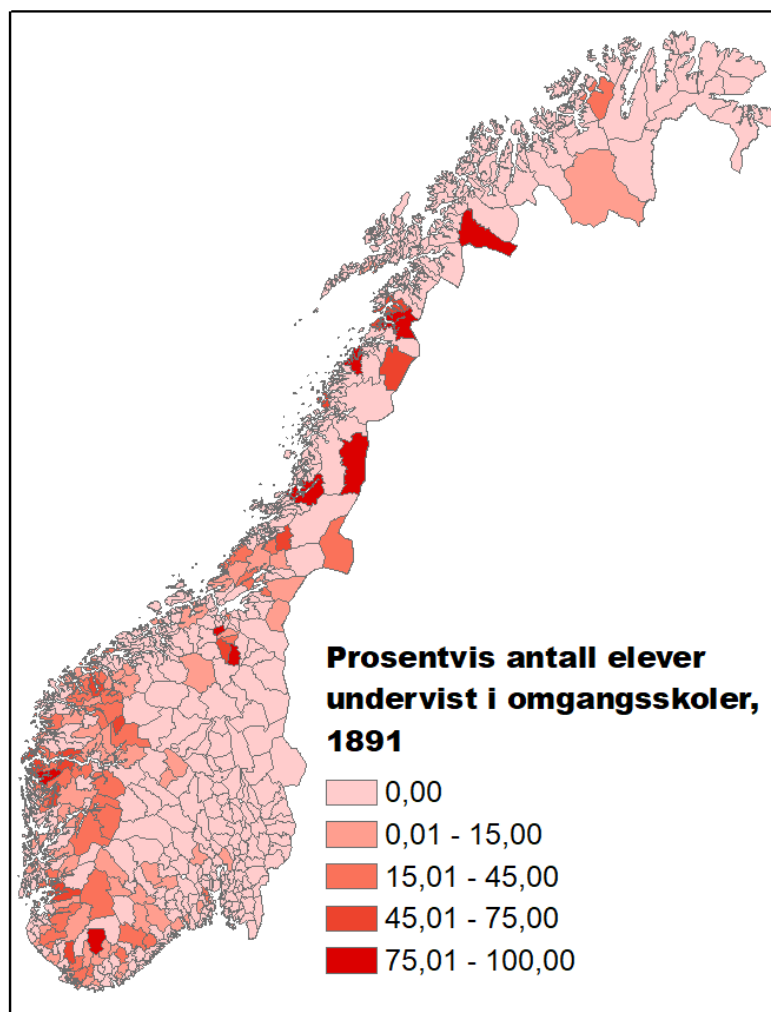 Prosentvis antall elever
undervist i omgangsskoler,
1891
0,00
0,01 - 15,00
15,01 - 45,00
45,01 - 75,00
75,01 - 100,00